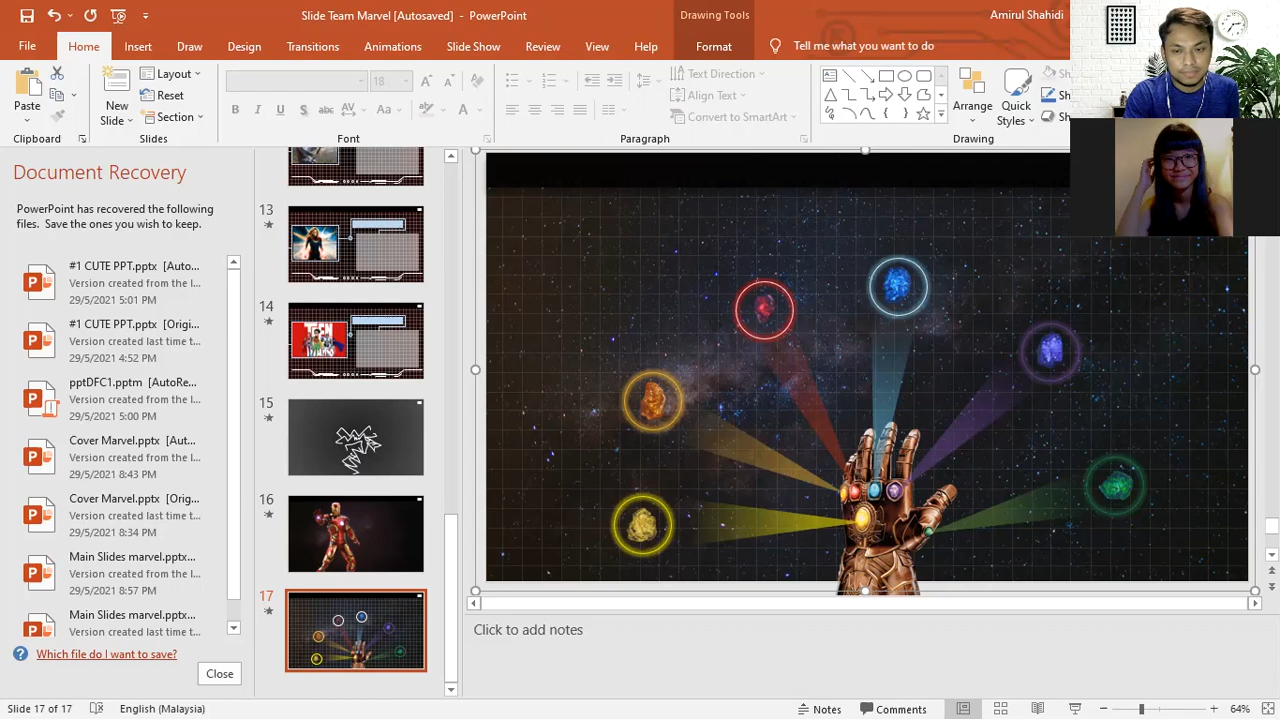 Slide Team Marvel [Autosaved] - PowerPoint
Drawing Tools
Amirul Shahidi
File
Home
Insert
Draw
Design
Transitions
Animations
Slide Show
Review
View
Help
Format
Tell me what you want to do
Paste
New
Slide
Layout
Reset
Section
18
B I U S abc AV Aa A
Text Direction
Align Text
Convert to SmartArt
Arrange
Quick
Styles
Sh
Sh
Sh
Clipboard
Slides
Font
Paragraph
Drawing
Document Recovery
PowerPoint has recovered the following
files. Save the ones you wish to keep.
#1 CUTE PPT.pptx [Auto...
Version created from the l...
29/5/2021 5:01 PM
#1 CUTE PPT.pptx [Origi...
Version created last time t...
29/5/2021 4:52 PM
pptDFC1.pptm [AutoRe...
Version created from the l...
29/5/2021 5:00 PM
Cover Marvel.pptx [Aut...
Version created from the l...
29/5/2021 8:43 PM
Cover Marvel.pptx [Orig...
Version created last time t...
29/5/2021 8:34 PM
Main Slides marvel.pptx...
Version created from the l...
29/5/2021 8:57 PM
Main Slides marvel.pptx...
Version created last time t...
Which file do I want to save?
Close
13
14
15
16
17
Click to add notes
Slide 17 of 17
English (Malaysia)
Notes
Comments
64%